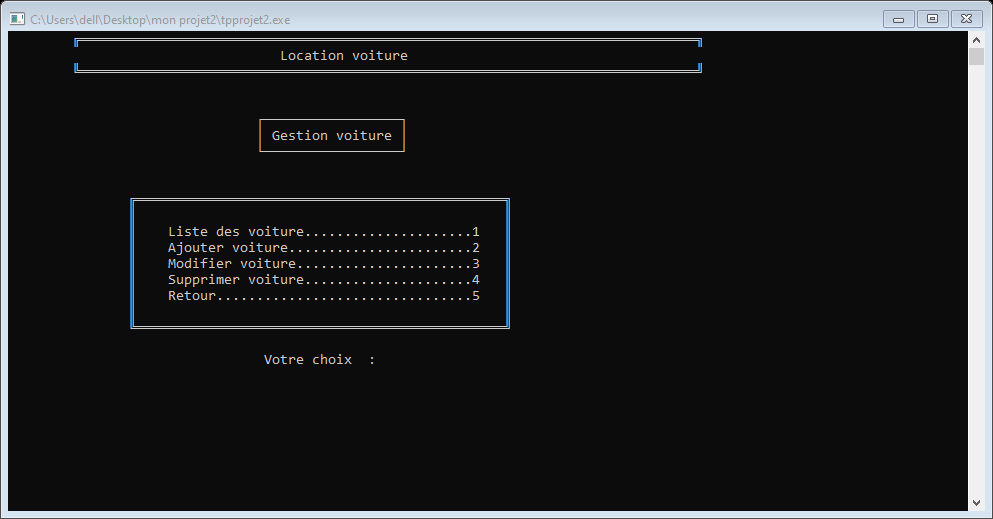 C:\Users\dell\Desktop\mon projet2\tpprojet2.exe
Location voiture
Gestion voiture
Liste des voiture.....................1
Ajouter voiture.......................2
Modifier voiture......................3
Supprimer voiture.....................4
Retour................................5
Votre choix  :